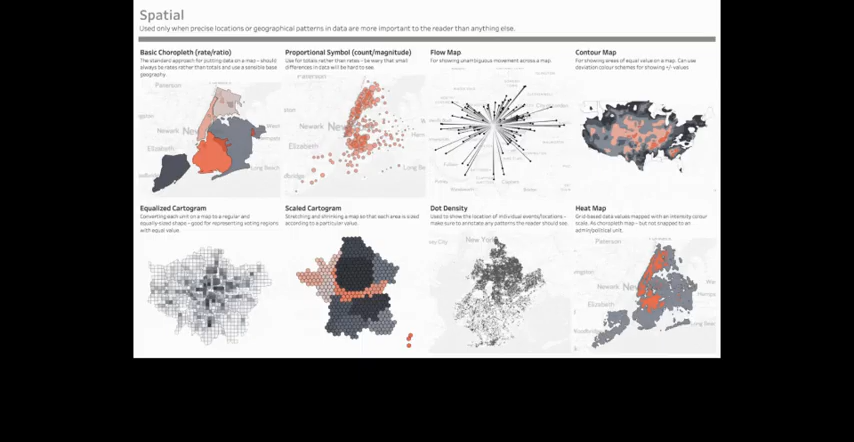 Spatial
Used only when precise locations or geographical patterns in data are more important to the reader than anything else.
Basic Choropleth (rate/ratio)
The standard approach for putting data on a map – should
always be rates rather than totals and use a sensible base
geography.
Proportional Symbol (count/magnitude)
Use for totals rather than rates – be wary that small
differences in data will be hard to see.
Flow Map
For showing unambiguous movement across a map.
Contour Map
For showing areas of equal value on a map. Can use
deviation colour schemes for showing +/- values
Paterson
Newark
Elizabeth
Long Beach
Paterson
Newark
Elizabeth
Equalized Cartogram
Converting each unit on a map to a regular and
equally-sized shape – good for representing voting regions
with equal value.
Scaled Cartogram
Stretching and shrinking a map so that each area is sized
according to a particular value.
Dot Density
Used to show the location of individual events/locations –
make sure to annotate any patterns the reader should see.
Heat Map
Grid-based data values mapped with an intensity colour
scale. As choropleth map – but not snapped to an
admin/political unit.
New York
Paterson
Newark
Elizabeth